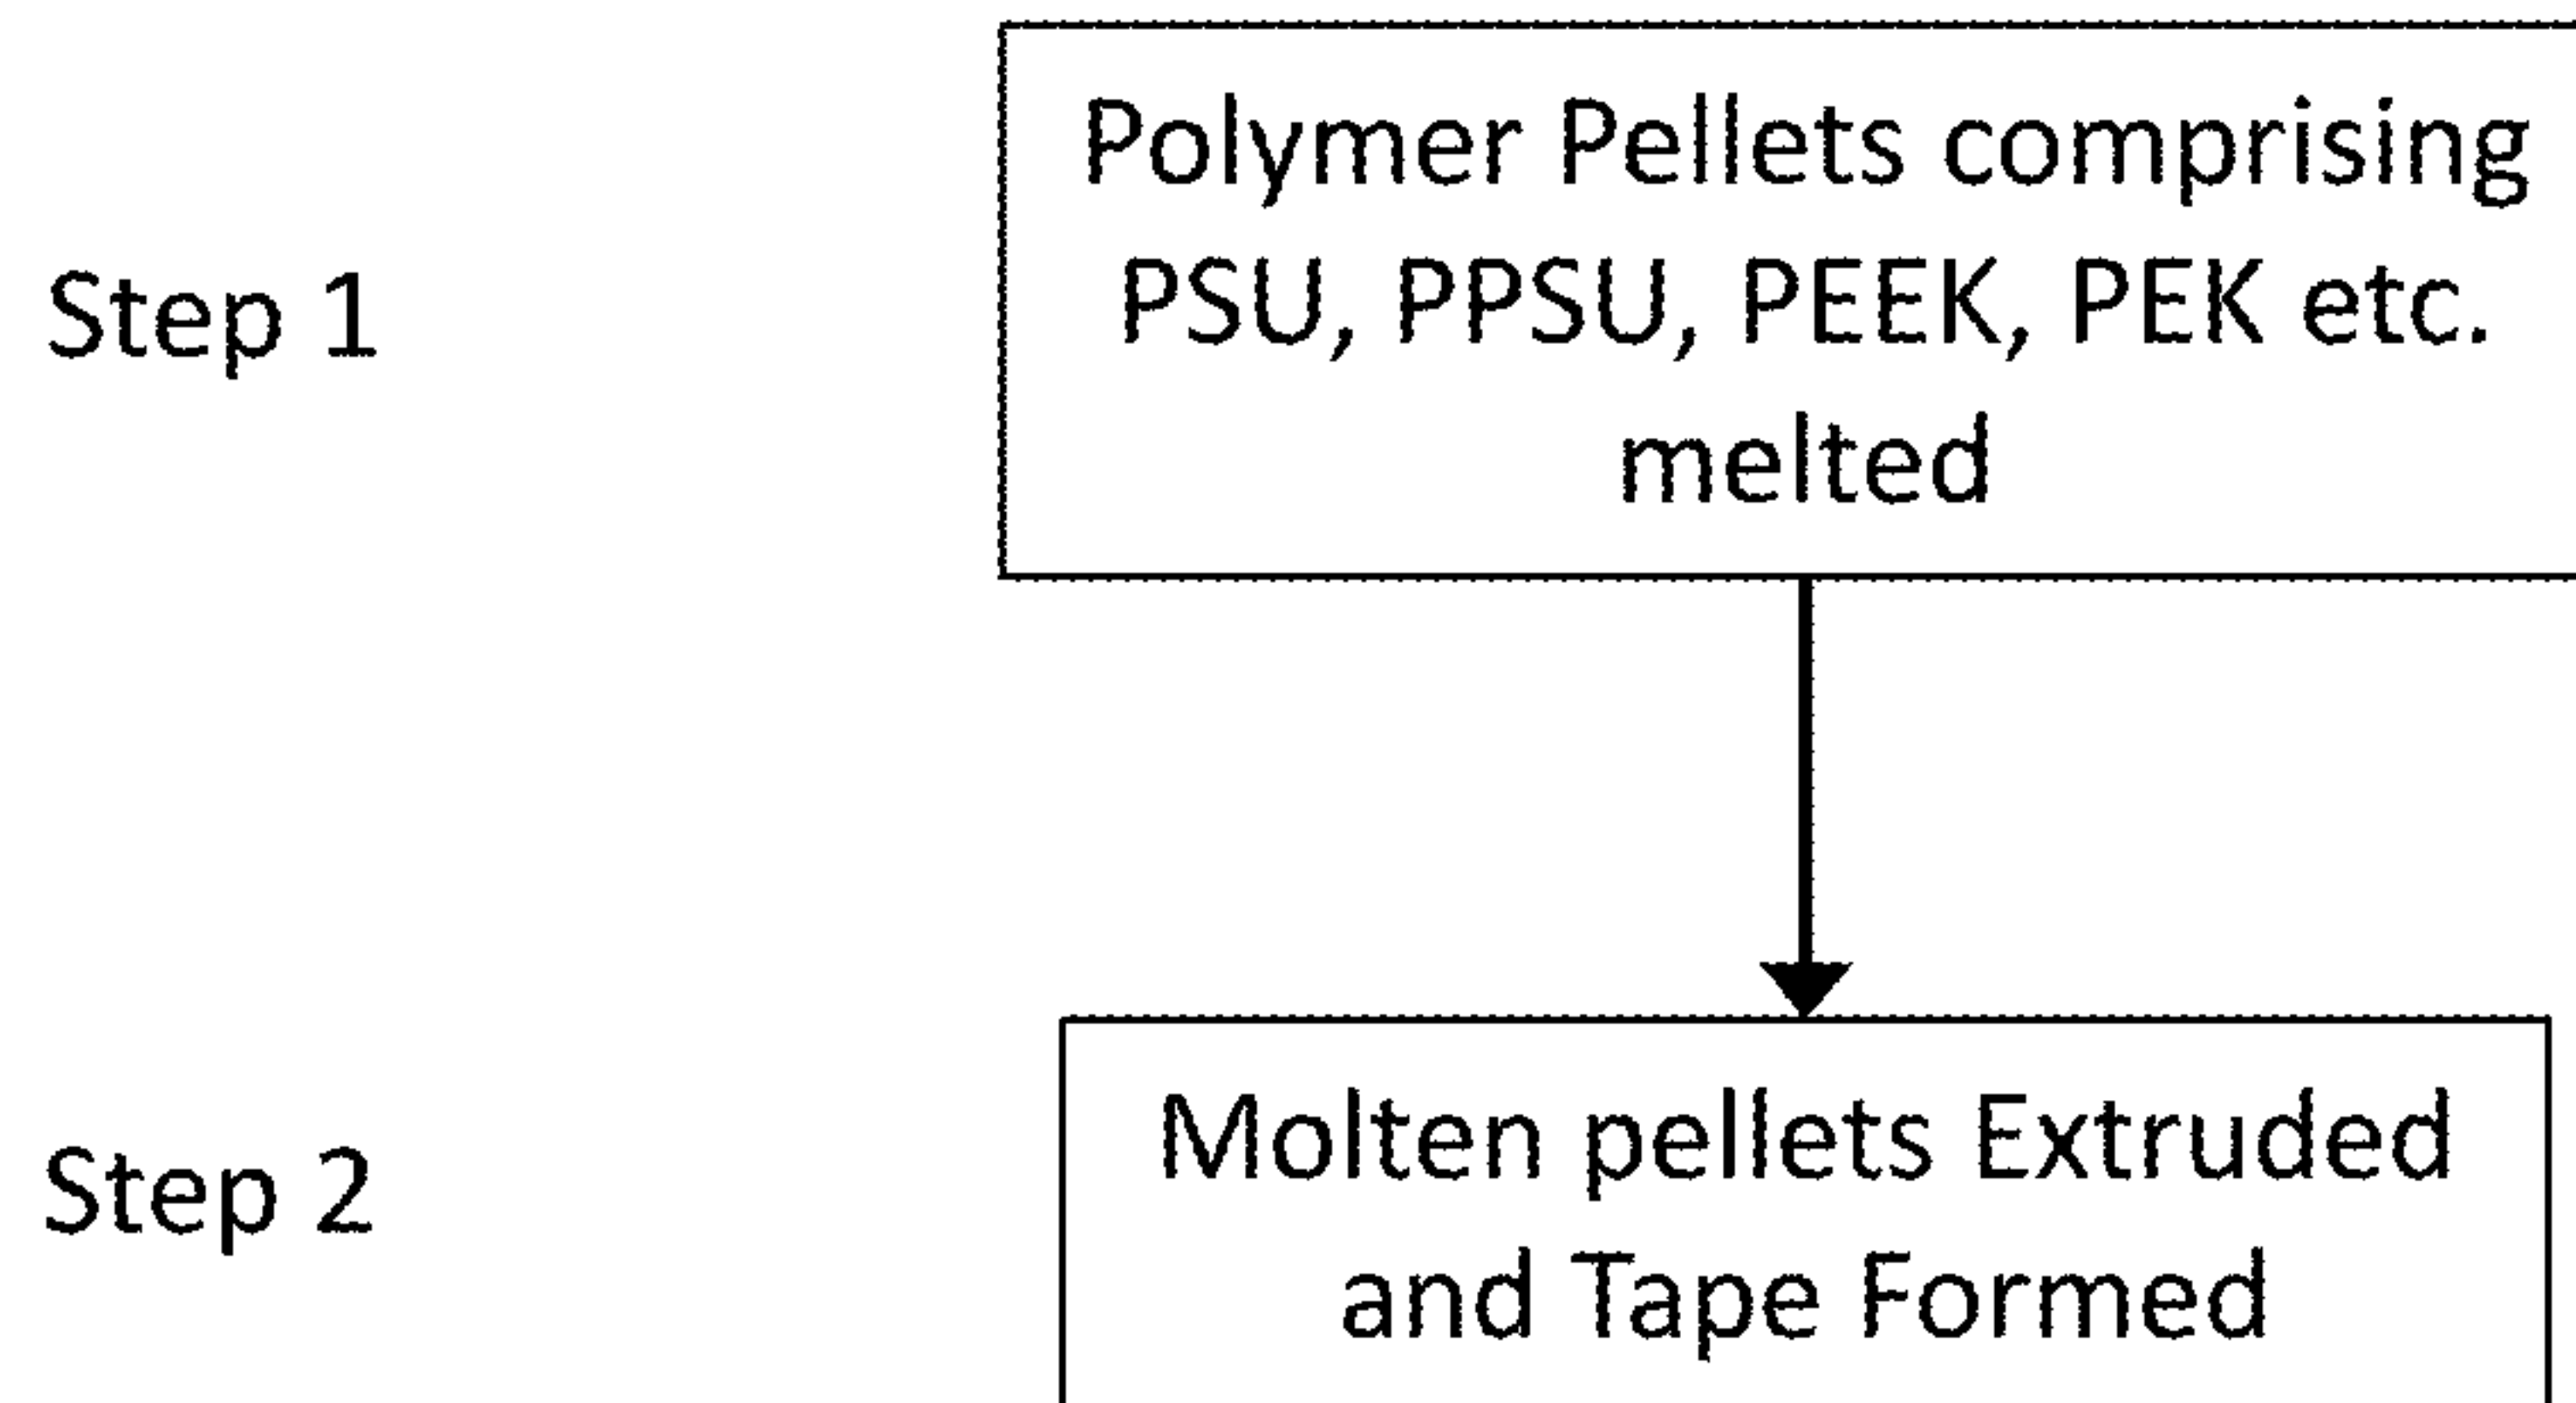 Polymer Pellets comprising
Step 1
PSU, PPSU, PEEK, PEK etc.
melted
Molten pellets Extruded
Step 2
and Tape Formed